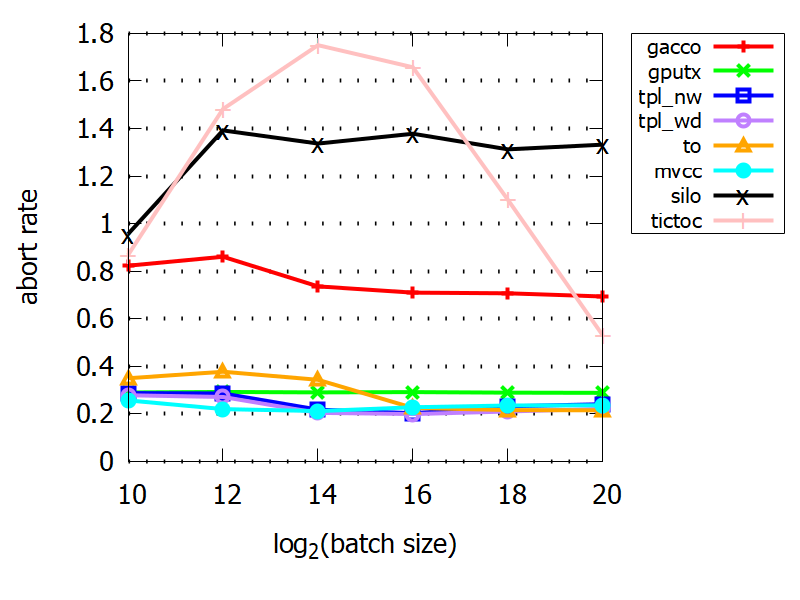 1.8
1.6
1.4
1.2
1
0.8
0.6
0.4
0.2
0
10 12 14 16 18 20
abort rate
log2(batch size)
gacco
gputx
tpl_nw
tpl_wd
to
mvcc
silo
tictoc